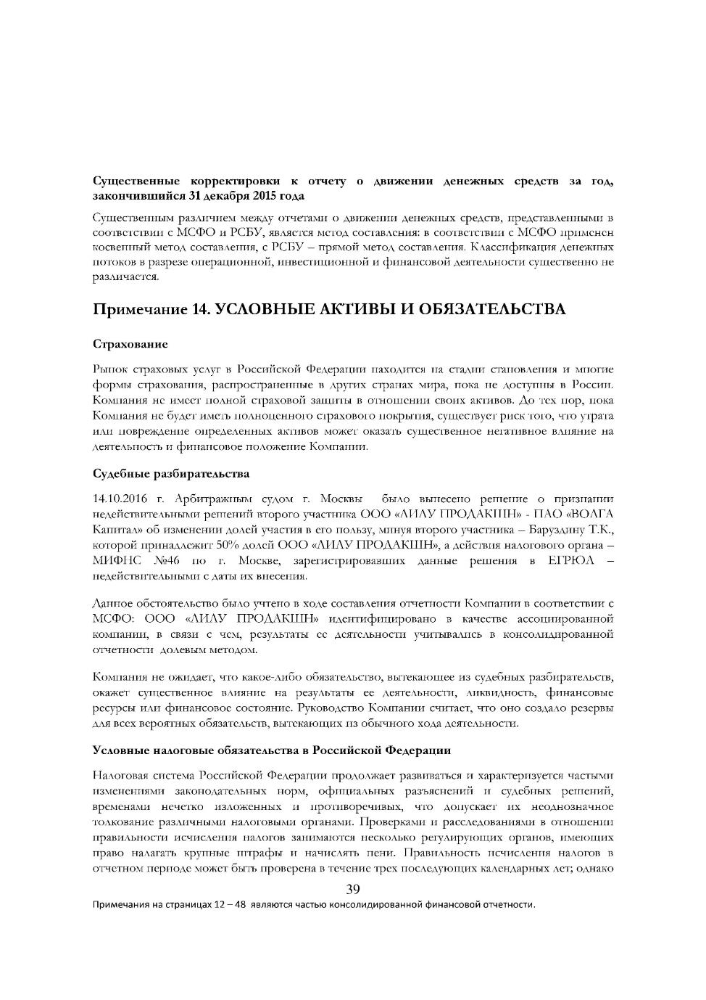 Существенные корректировки к отчету о движении денежных средств за год,
закончившийся 31 декабря 2015 года
Существенным различием между отчетами о движении денежных средств, представленными в
соответствии с МСФО и РСБУ, является метод составления: в соответствии с МСФО применен
косвенный метод составления, с РСБУ – прямой метод составления. Классификация денежных
потоков в разрезе операционной, инвестиционной и финансовой деятельности существенно не
различается.
Примечание 14. УСЛОВНЫЕ АКТИВЫ И ОБЯЗАТЕЛЬСТВА
Страхование
Рынок страховых услуг в Российской Федерации находится на стадии становления и многие
формы страхования, распространенные в других странах мира, пока не доступны в России.
Компания не имеет полной страховой защиты в отношении своих активов. До тех пор, пока
Компания не будет иметь полноценного страхового покрытия, существует риск того, что утрата
или повреждение определенных активов может оказать существенное негативное влияние на
деятельность и финансовое положение Компании.
Судебные разбирательства
14.10.2016 г. Арбитражным судом г. Москвы было вынесено решение о признании
недействительными решений второго участника ООО «ЛИЛУ ПРОДАКШН» - ПАО «ВОЛГА
Капитал» об изменении долей участия в его пользу, минуя второго участника – Баруздину Т.К.,
которой принадлежит 50% долей ООО «ЛИЛУ ПРОДАКШН», а действия налогового органа –
МИФНС №46 по г. Москве, зарегистрировавших данные решения в ЕГРЮЛ –
недействительными с даты их внесения.
Данное обстоятельство было учтено в ходе составления отчетности Компании в соответствии с
МСФО: ООО «ЛИЛУ ПРОДАКШН» идентифицировано в качестве ассоциированной
компании, в связи с чем, результаты ее деятельности учитывались в консолидированной
отчетности долевым методом.
Компания не ожидает, что какое-либо обязательство, вытекающее из судебных разбирательств,
окажет существенное влияние на результаты ее деятельности, ликвидность, финансовые
ресурсы или финансовое состояние. Руководство Компании считает, что оно создало резервы
для всех вероятных обязательств, вытекающих из обычного хода деятельности.
Условные налоговые обязательства в Российской Федерации
Налоговая система Российской Федерации продолжает развиваться и характеризуется частыми
изменениями законодательных норм, официальных разъяснений и судебных решений,
временами нечетко изложенных и противоречивых, что допускает их неоднозначное
толкование различными налоговыми органами. Проверками и расследованиями в отношении
правильности исчисления налогов занимаются несколько регулирующих органов, имеющих
право налагать крупные штрафы и начислять пени. Правильность исчисления налогов в
отчетном периоде может быть проверена в течение трех последующих календарных лет; однако
39
Примечания на страницах 12 – 48 являются частью консолидированной финансовой отчетности.